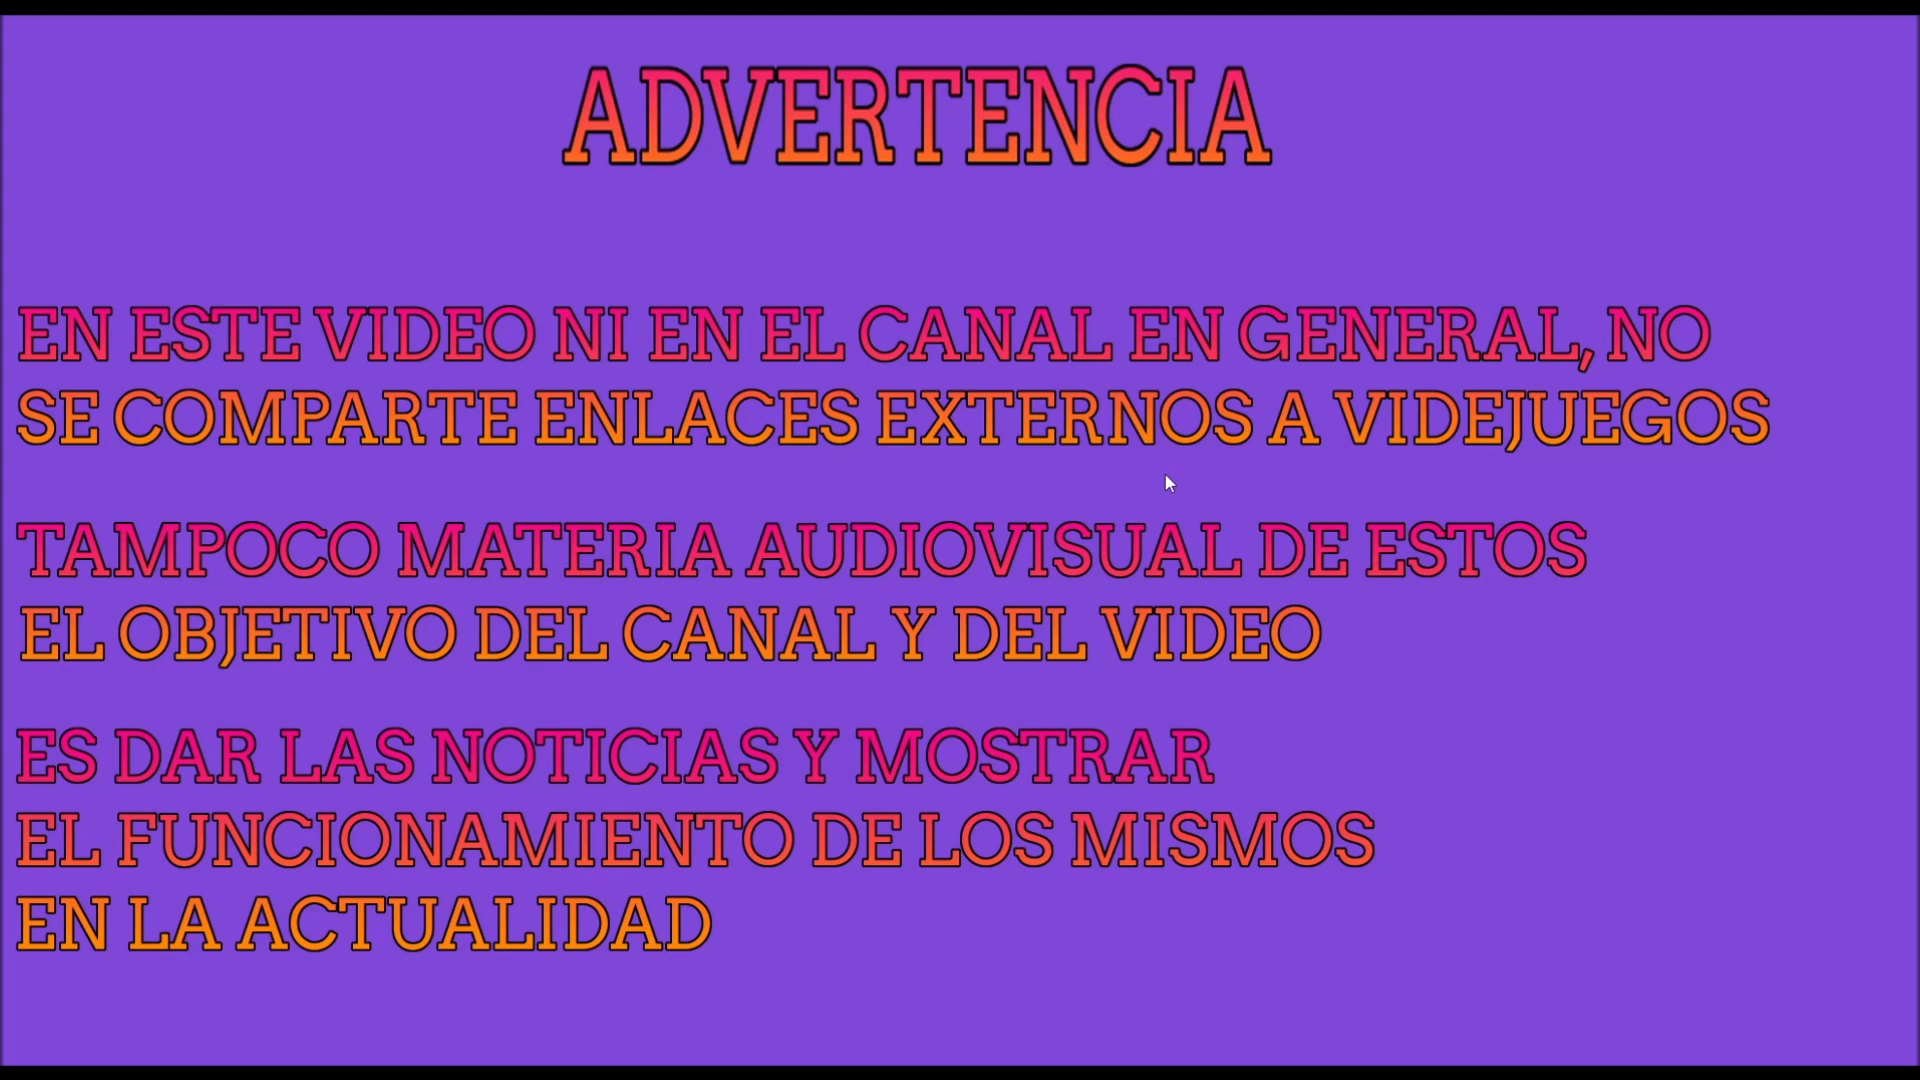 ADVERTENCIA
EN ESTE VIDEO NI EN EL CANAL EN GENERAL, NO
SE COMPARTE ENLACES EXTERNOS A VIDEJUEGOS
TAMPOCO MATERIA AUDIOVISUAL DE ESTOS
EL OBJETIVO DEL CANAL Y DEL VIDEO
ES DAR LAS NOTICIAS Y MOSTRAR
EL FUNCIONAMIENTO DE LOS MISMOS
EN LA ACTUALIDAD